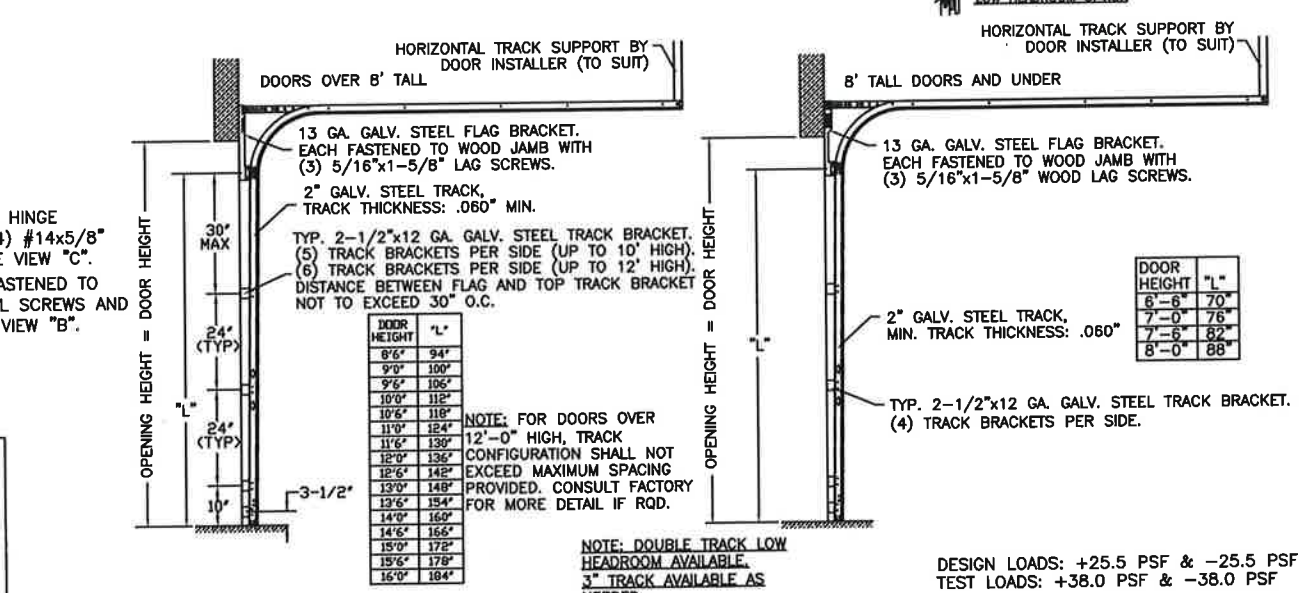 HORIZONTAL TRACK SUPPORT BY
DOOR INSTALLER (TO SUIT)
DOORS OVER 8' TALL
13 GA. GALV. STEEL FLAG BRACKET.
EACH FASTENED TO WOOD JAMB WITH
(3) 5/16"x1-5/8" LAG SCREWS.
2" GALV. STEEL TRACK,
TRACK THICKNESS: .060" MIN.
TYP. 2-1/2"x12 GA. GALV. STEEL TRACK BRACKET.
(5) TRACK BRACKETS PER SIDE (UP TO 10' HIGH).
(6) TRACK BRACKETS PER SIDE (UP TO 12' HIGH).
DISTANCE BETWEEN FLAG AND TOP TRACK BRACKET
NOT TO EXCEED 30" O.C.
HINGE
#14x5/8"
VIEW "C".
FASTENED TO
SCREWS AND
VIEW "B".
OPENING HEIGHT = DOOR HEIGHT
"L"
30"
MAX
24"
(TYP)
24"
(TYP)
10"
3-1/2"
DOOR
HEIGHT "L"
8'6" 94"
9'0" 100"
9'6" 106"
10'0" 112"
10'6" 118"
11'0" 124"
11'6" 130"
12'0" 136"
12'6" 142"
13'0" 148"
13'6" 154"
14'0" 160"
14'6" 166"
15'0" 172"
15'6" 178"
16'0" 184"
NOTE: FOR DOORS OVER
12'-0" HIGH, TRACK
CONFIGURATION SHALL NOT
EXCEED MAXIMUM SPACING
PROVIDED. CONSULT FACTORY
FOR MORE DETAIL IF RQD.
NOTE: DOUBLE TRACK LOW
HEADROOM AVAILABLE.
3" TRACK AVAILABLE AS
HORIZONTAL TRACK SUPPORT BY
DOOR INSTALLER (TO SUIT)
8' TALL DOORS AND UNDER
13 GA. GALV. STEEL FLAG BRACKET.
EACH FASTENED TO WOOD JAMB WITH
(3) 5/16"x1-5/8" WOOD LAG SCREWS.
OPENING HEIGHT = DOOR HEIGHT
"L"
2" GALV. STEEL TRACK,
MIN. TRACK THICKNESS: .060"
DOOR
HEIGHT "L"
6'-6" 70"
7'-0" 76"
7'-6" 82"
8'-0" 88"
TYP. 2-1/2"x12 GA. GALV. STEEL TRACK BRACKET.
(4) TRACK BRACKETS PER SIDE.
DESIGN LOADS: +25.5 PSF & -25.5 PSF
TEST LOADS: +38.0 PSF & -38.0 PSF